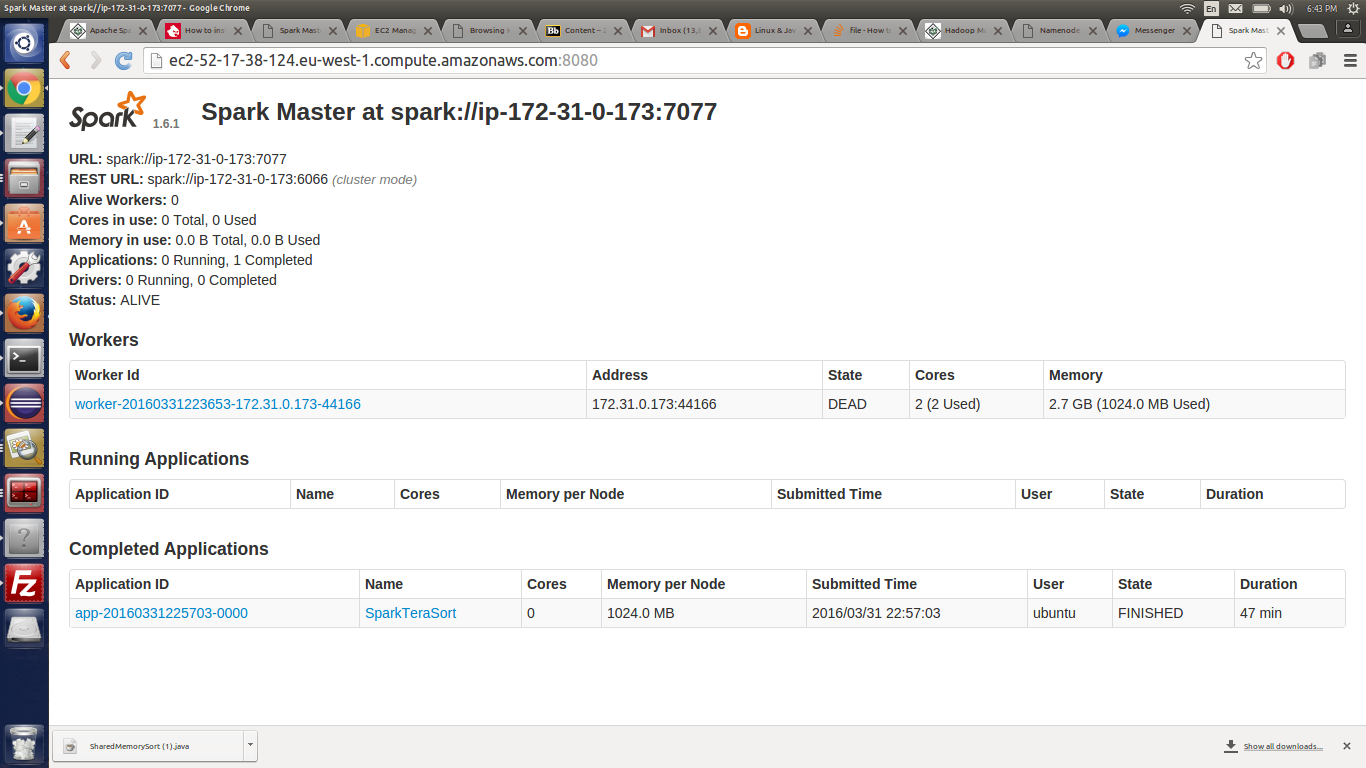 Spark Master at spark://ip-172-31-0-173:7077 - Google Chrome
En
6:43 PM
Apache Spa
How to ins
Spark Mast
EC2 Manag
Browsing
Content –
Inbox (13,
Linux & Jav
file - How t
Hadoop M
Namenode
Messenger
Spark Mast
ec2-52-17-38-124.eu-west-1.compute.amazonaws.com:8080
Spark 1.6.1
Spark Master at spark://ip-172-31-0-173:7077
URL: spark://ip-172-31-0-173:7077
REST URL: spark://ip-172-31-0-173:6066 (cluster mode)
Alive Workers: 0
Cores in use: 0 Total, 0 Used
Memory in use: 0.0 B Total, 0.0 B Used
Applications: 0 Running, 1 Completed
Drivers: 0 Running, 0 Completed
Status: ALIVE
Workers
Worker Id Address State Cores Memory
worker-20160331223653-172.31.0.173-44166 172.31.0.173:44166 DEAD 2 (2 Used) 2.7 GB (1024.0 MB Used)
Running Applications
Application ID Name Cores Memory per Node Submitted Time User State Duration
Completed Applications
Application ID Name Cores Memory per Node Submitted Time User State Duration
app-20160331225703-0000 SparkTeraSort 0 1024.0 MB 2016/03/31 22:57:03 ubuntu FINISHED 47 min
SharedMemorySort (1).java
Show all downloads...